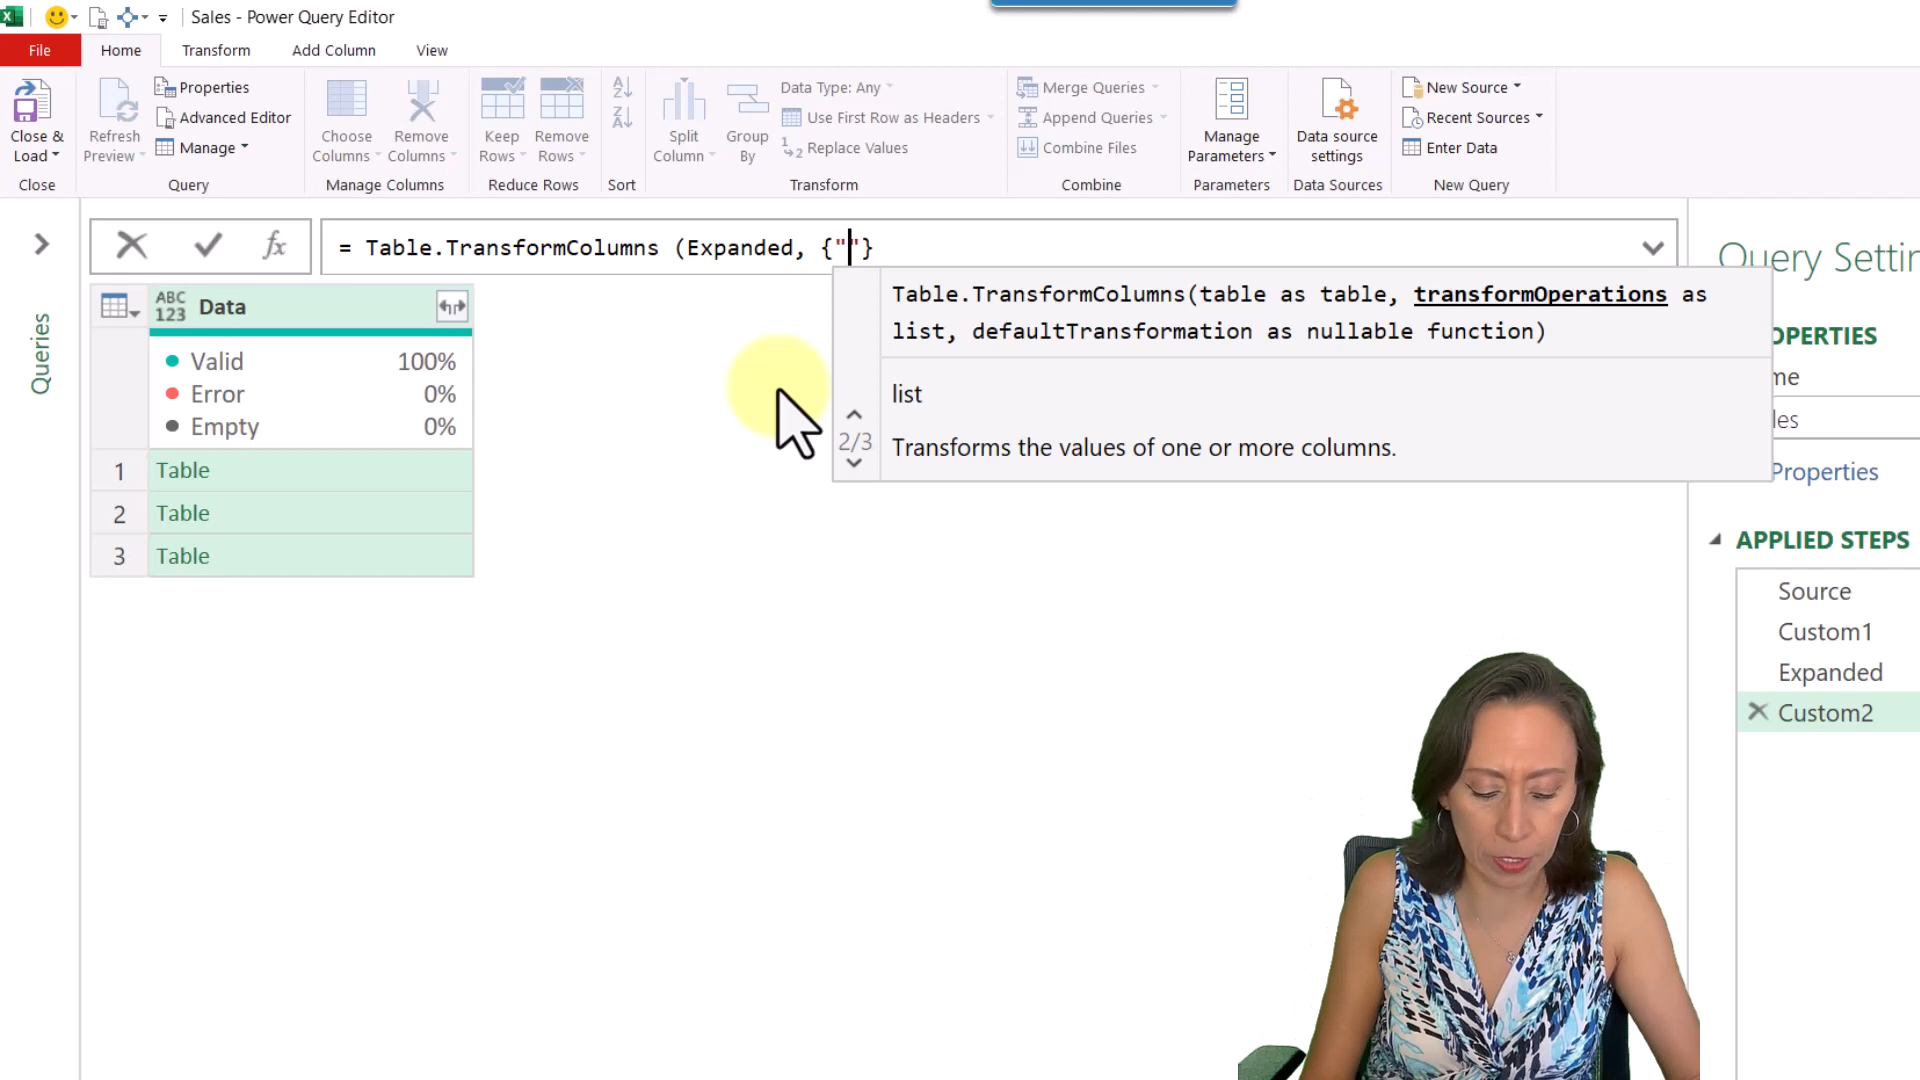 Sales - Power Query Editor
File Home Transform Add Column View
Close & Load
Close
Refresh Preview
Properties
Advanced Editor
Manage
Query
Choose Columns
Remove Columns
Manage Columns
Keep Rows
Remove Rows
Reduce Rows
Sort
Split Column
Group By
Data Type: Any
Use First Row as Headers
Replace Values
Transform
Merge Queries
Append Queries
Combine Files
Combine
Manage Parameters
Parameters
Data source settings
Data Sources
New Source
Recent Sources
Enter Data
New Query
fx
= Table.TransformColumns (Expanded, {""}
Query Settin
Queries
ABC 123 Data
Valid 100%
Error 0%
Empty 0%
1 Table
2 Table
3 Table
Table.TransformColumns(table as table, transformOperations as
list, defaultTransformation as nullable function)
list
2/3
Transforms the values of one or more columns.
OPERTIES
me
les
Properties
APPLIED STEPS
Source
Custom1
Expanded
Custom2